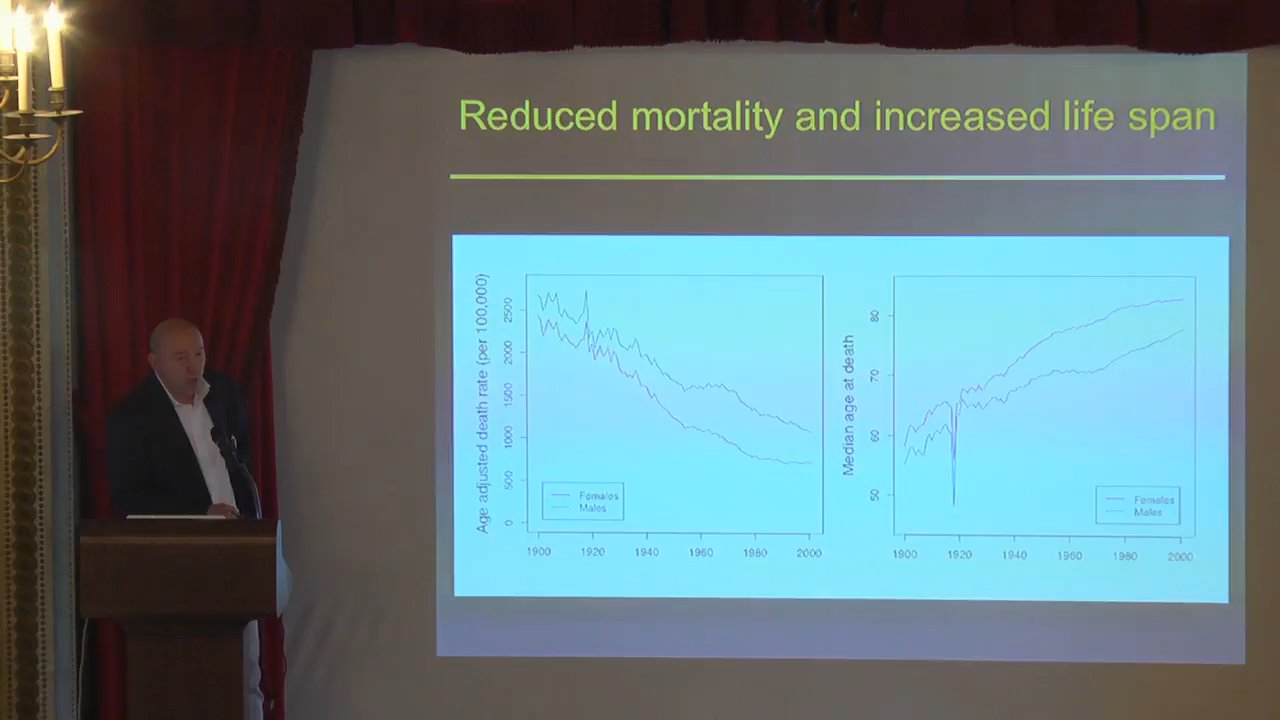 Reduced mortality and increased life span
Age adjusted death rate (per 100,000)
2500
2000
1500
1000
500
0
Females
Males
1900 1920 1940 1960 1980 2000
Median age at death
80
70
60
50
Females
Males
1900 1920 1940 1960 1980 2000